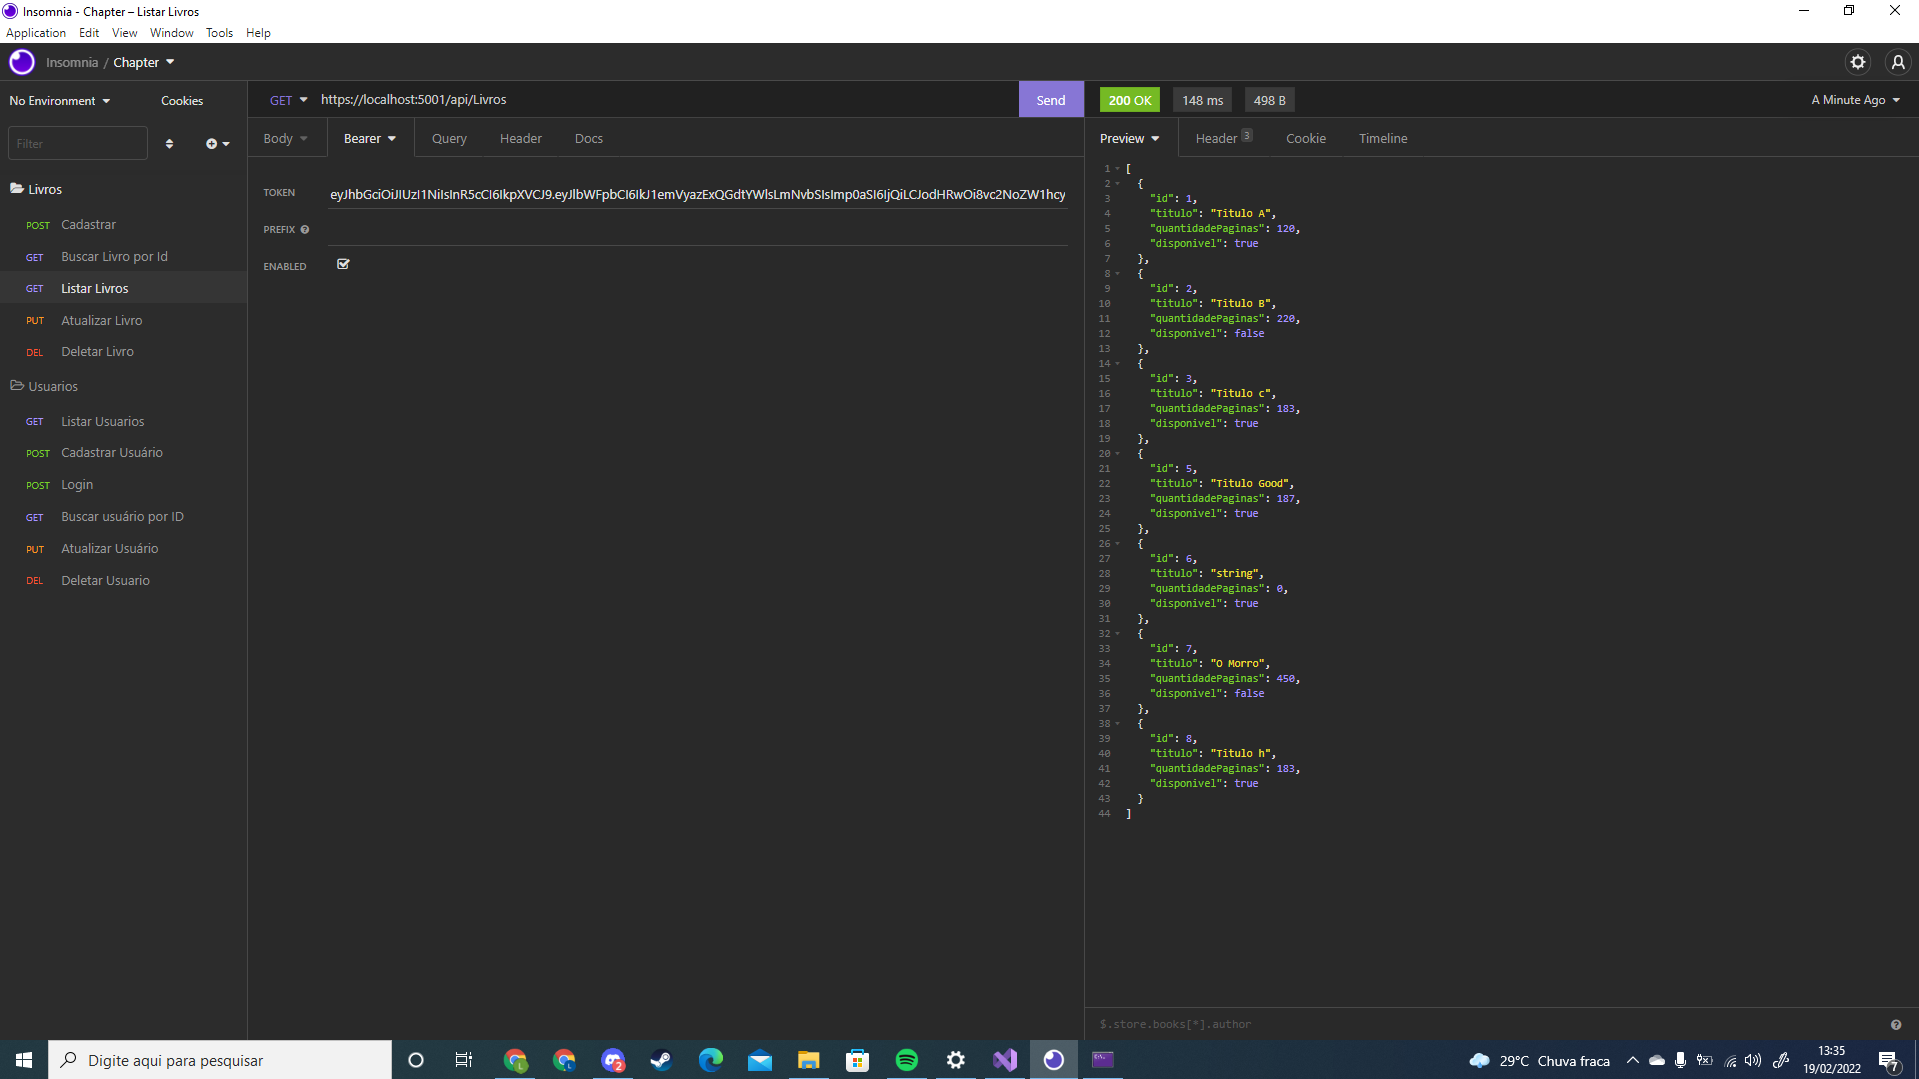 Insomnia - Chapter – Listar Livros
Application Edit View Window Tools Help
Insomnia / Chapter
No Environment Cookies
GET https://localhost:5001/api/Livros Send
200 OK 148 ms 498 B A Minute Ago
Filter
Body Bearer Query Header Docs
Preview Header 3 Cookie Timeline
Livros
POST Cadastrar
GET Buscar Livro por Id
GET Listar Livros
PUT Atualizar Livro
DEL Deletar Livro
Usuarios
GET Listar Usuarios
POST Cadastrar Usuário
POST Login
GET Buscar usuário por ID
PUT Atualizar Usuário
DEL Deletar Usuario
TOKEN
PREFIX
ENABLED
1 [
2 {
3 "id": 1,
4 "titulo": "Titulo A",
5 "quantidadePaginas": 120,
6 "disponivel": true
7 },
8 {
9 "id": 2,
10 "titulo": "Titulo B",
11 "quantidadePaginas": 220,
12 "disponivel": false
13 },
14 {
15 "id": 3,
16 "titulo": "Titulo c",
17 "quantidadePaginas": 183,
18 "disponivel": true
19 },
20 {
21 "id": 5,
22 "titulo": "Titulo Good",
23 "quantidadePaginas": 187,
24 "disponivel": true
25 },
26 {
27 "id": 6,
28 "titulo": "string",
29 "quantidadePaginas": 0,
30 "disponivel": true
31 },
32 {
33 "id": 7,
34 "titulo": "O Morro",
35 "quantidadePaginas": 450,
36 "disponivel": false
37 },
38 {
39 "id": 8,
40 "titulo": "Titulo h",
41 "quantidadePaginas": 183,
42 "disponivel": true
43 }
44 ]
$.store.books[*].author
Digite aqui para pesquisar
2
29°C Chuva fraca
13:35
19/02/2022
7